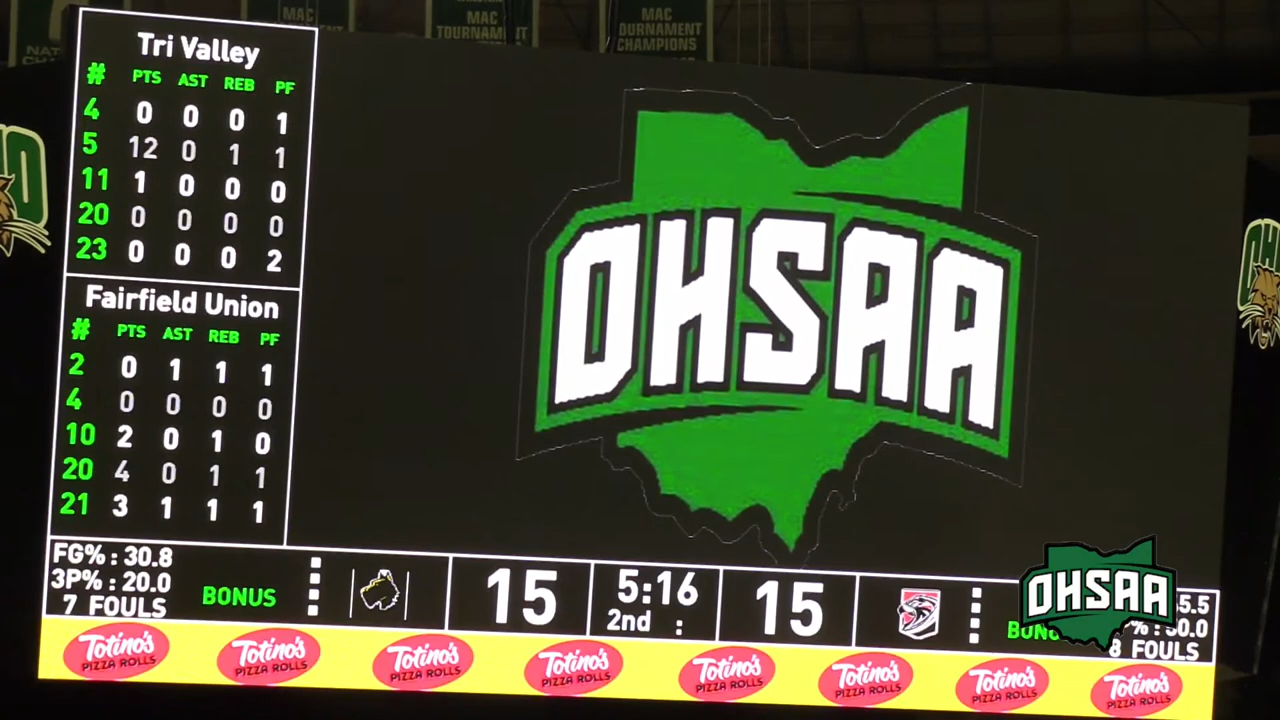 MAC
MAC
TOURNAMENT
MAC
TOURNAMENT
CHAMPIONS
Tri Valley
# PTS AST REB PF
4 0 0 0 1
5 12 0 1 1
11 1 0 0 0
20 0 0 0 0
23 0 0 0 2
Fairfield Union
# PTS AST REB PF
2 0 1 1 1
4 0 0 0 0
10 2 0 1 0
20 4 0 1 1
21 3 1 1 1
OHSAA
FG% : 30.8
3P% : 20.0
7 FOULS
BONUS
15
5:16
2nd :
15
8 FOULS
OHSAA
Totino's PIZZA ROLLS
Totino's PIZZA ROLLS
Totino's PIZZA ROLLS
Totino's PIZZA ROLLS
Totino's PIZZA ROLLS
Totino's PIZZA ROLLS
Totino's PIZZA ROLLS
Totino's PIZZA ROLLS